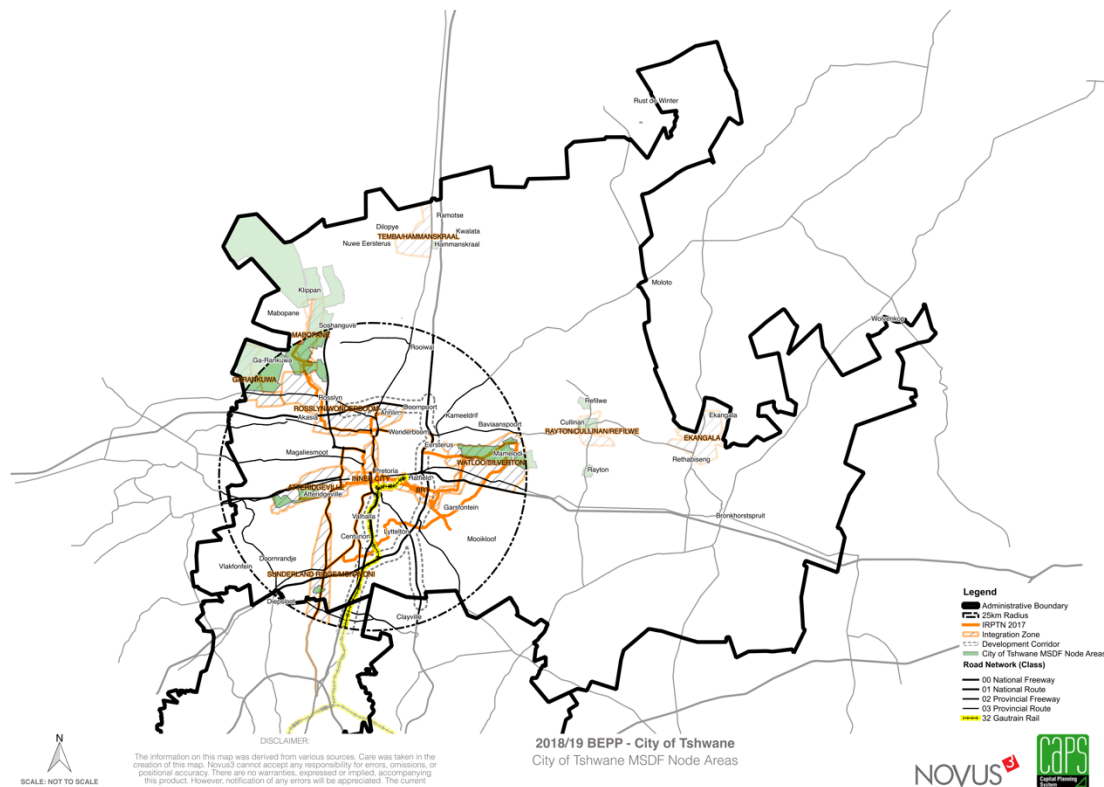 Rust de Winter
Ramotse
Dilopye
Kwalata
TEMBA/HAMMANSKRAAL
Nuwe Eersterus
Hammanskraal
Moloto
Klippan
Mabopane
Wolvenkop
Soshanguve
MABOPANE
Rooiwal
Ga-Rankuwa
GARANKUWA
Rosslyn
Refilwe
ROSSLYN/WONDERBOOM
Doornpoort
Annlin
Akasia
Kameeldrif
Ekangala
Cullinan
Baviaanspoort
Wonderboom
RAYTON/CULLINAN/REFILWE
EKANGALA
Eersterus
Magaliesmoot
Mamelodi
Rethabiseng
WATLOO/SILVERTON
Pretoria
Rayton
INNER CITY
Hatfield
ATTERIDGEVILLE
Atteridgeville
Garsfontein
Valhalla
Bronkhorstspruit
Lyttelton
Centurion
Mooikloof
Doornrandje
Vlakfontein
SUNDERLAND RIDGE/MONAVONI
Diepsloot
Clayville
Legend
Administrative Boundary
25km Radius
IRPTN 2017
Integration Zone
Development Corridor
City of Tshwane MSDF Node Areas
Road Network (Class)
00 National Freeway
01 National Route
02 Provincial Freeway
03 Provincial Route
32 Gautrain Rail
N
SCALE: NOT TO SCALE
DISCLAIMER:
The information on this map was derived from various sources. Care was taken in the
creation of this map. Novus3 cannot accept any responsibility for errors, omissions, or
positional accuracy. There are no warranties, expressed or implied, accompanying
this product. However, notification of any errors will be appreciated. The current
2018/19 BEPP - City of Tshwane
City of Tshwane MSDF Node Areas
NOVUS3
CAPS
Capital Planning
System